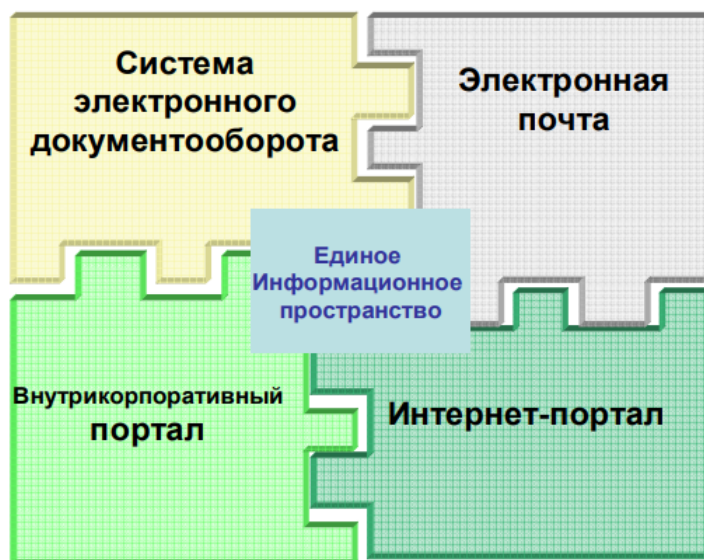 Система
электронного
документооборота
Электронная
почта
Единое
Информационное
пространство
Внутрикорпоративный
портал
Интернет-портал